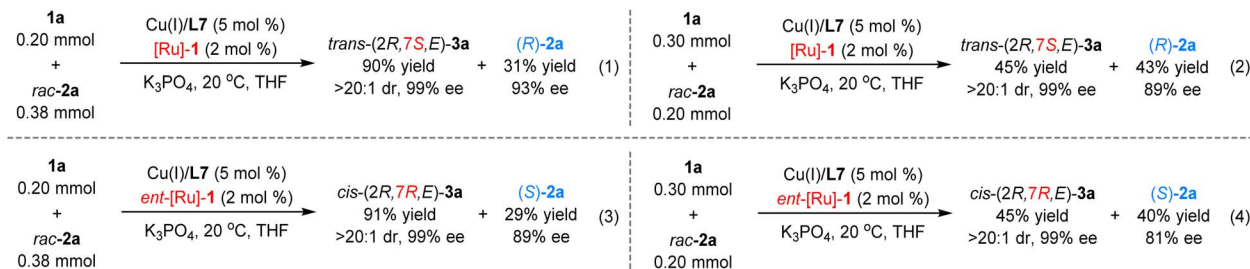 1a
0.20 mmol
+
rac-2a
0.38 mmol
Cu(I)/L7 (5 mol %)
[Ru]-1 (2 mol %)
K₃PO₄, 20 °C, THF
trans-(2R,7S,E)-3a
90% yield
>20:1 dr, 99% ee
+
(R)-2a
31% yield
93% ee
(1)
1a
0.30 mmol
+
rac-2a
0.20 mmol
Cu(I)/L7 (5 mol %)
[Ru]-1 (2 mol %)
K₃PO₄, 20 °C, THF
trans-(2R,7S,E)-3a
45% yield
>20:1 dr, 99% ee
+
(R)-2a
43% yield
89% ee
(2)
1a
0.20 mmol
+
rac-2a
0.38 mmol
Cu(I)/L7 (5 mol %)
ent-[Ru]-1 (2 mol %)
K₃PO₄, 20 °C, THF
cis-(2R,7R,E)-3a
91% yield
>20:1 dr, 99% ee
+
(S)-2a
29% yield
89% ee
(3)
1a
0.30 mmol
+
rac-2a
0.20 mmol
Cu(I)/L7 (5 mol %)
ent-[Ru]-1 (2 mol %)
K₃PO₄, 20 °C, THF
cis-(2R,7R,E)-3a
45% yield
>20:1 dr, 99% ee
+
(S)-2a
40% yield
81% ee
(4)